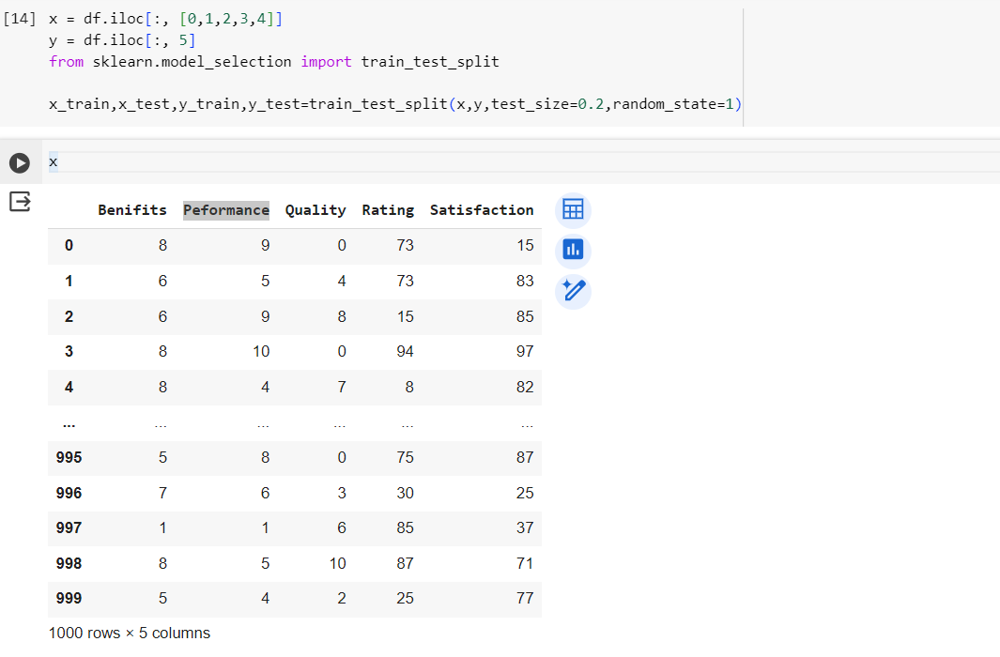 [14] x = df.iloc[:, [0,1,2,3,4]]
y = df.iloc[:, 5]
from sklearn.model_selection import train_test_split
x_train,x_test,y_train,y_test=train_test_split(x,y,test_size=0.2,random_state=1)
x
Benifits Peformance Quality Rating Satisfaction
0 8 9 0 73 15
1 6 5 4 73 83
2 6 9 8 15 85
3 8 10 0 94 97
4 8 4 7 8 82
... ... ... ... ... ...
995 5 8 0 75 87
996 7 6 3 30 25
997 1 1 6 85 37
998 8 5 10 87 71
999 5 4 2 25 77
1000 rows × 5 columns